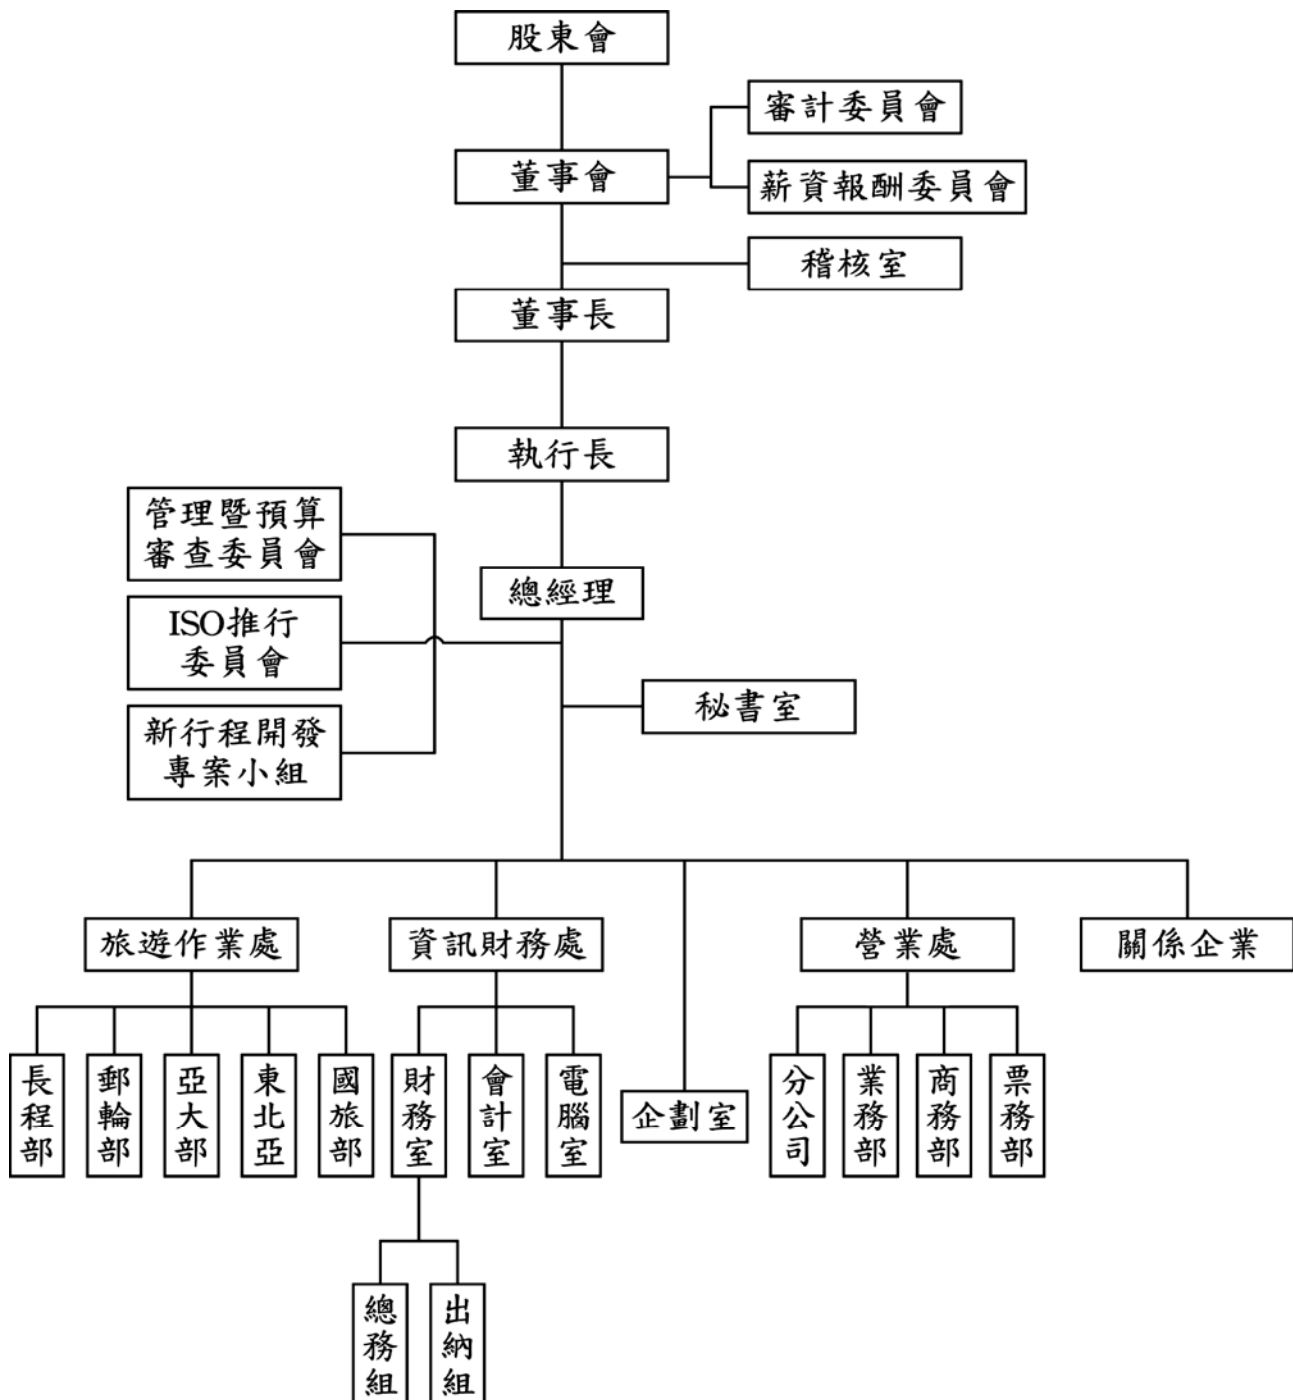 股東會
審計委員會
董事會
薪資報酬委員會
稽核室
董事長
執行長
管理暨預算
審查委員會
總經理
ISO推行
委員會
秘書室
新行程開發
專案小組
旅遊作業處
資訊財務處
營業處
關係企業
長程部
郵輪部
亞大部
東北亞
國旅部
財務室
會計室
電腦室
企劃室
分公司
業務部
商務部
票務部
總務組
出納組